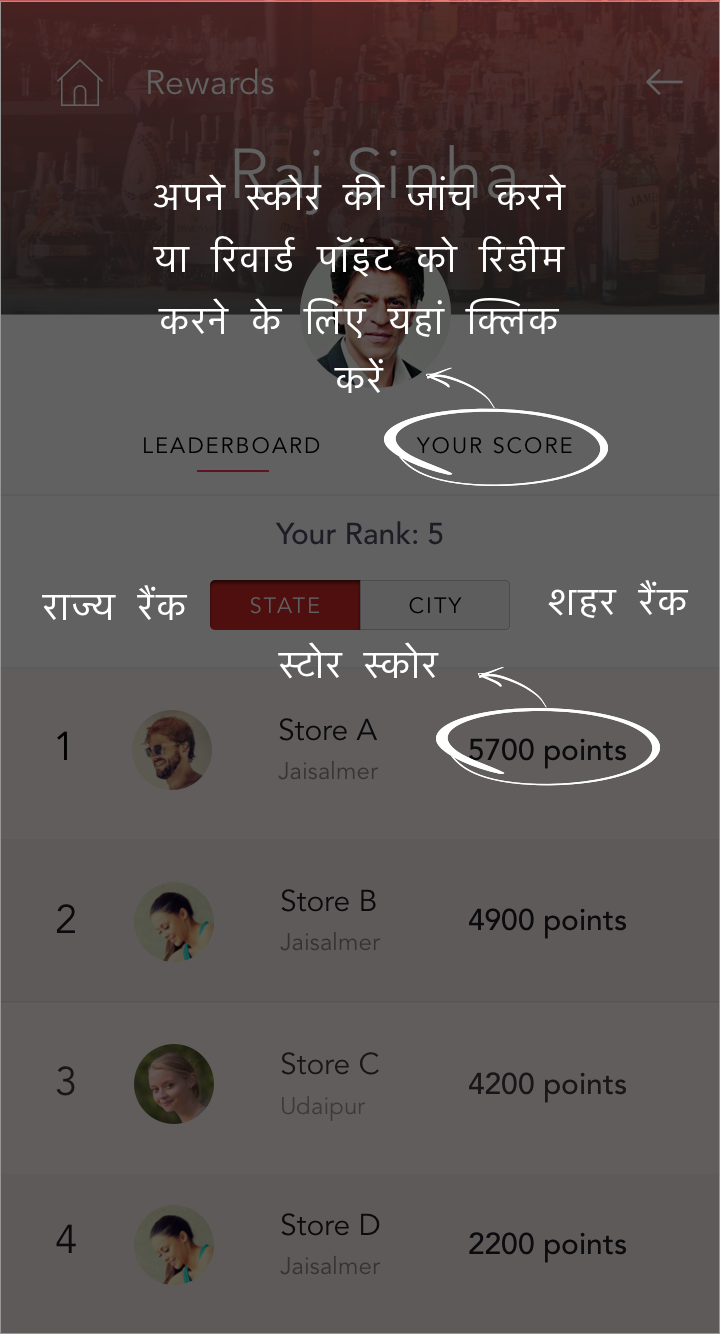 Rewards
Raj Sinha
अपने स्कोर की जांच करने
या रिवार्ड पॉइंट को रिडीम
करने के लिए यहां क्लिक
करें
LEADERBOARD YOUR SCORE
Your Rank: 5
राज्य रैंक STATE CITY शहर रैंक
स्टोर स्कोर
1 Store A 5700 points
Jaisalmer
2 Store B 4900 points
Jaisalmer
3 Store C 4200 points
Udaipur
4 Store D 2200 points
Jaisalmer